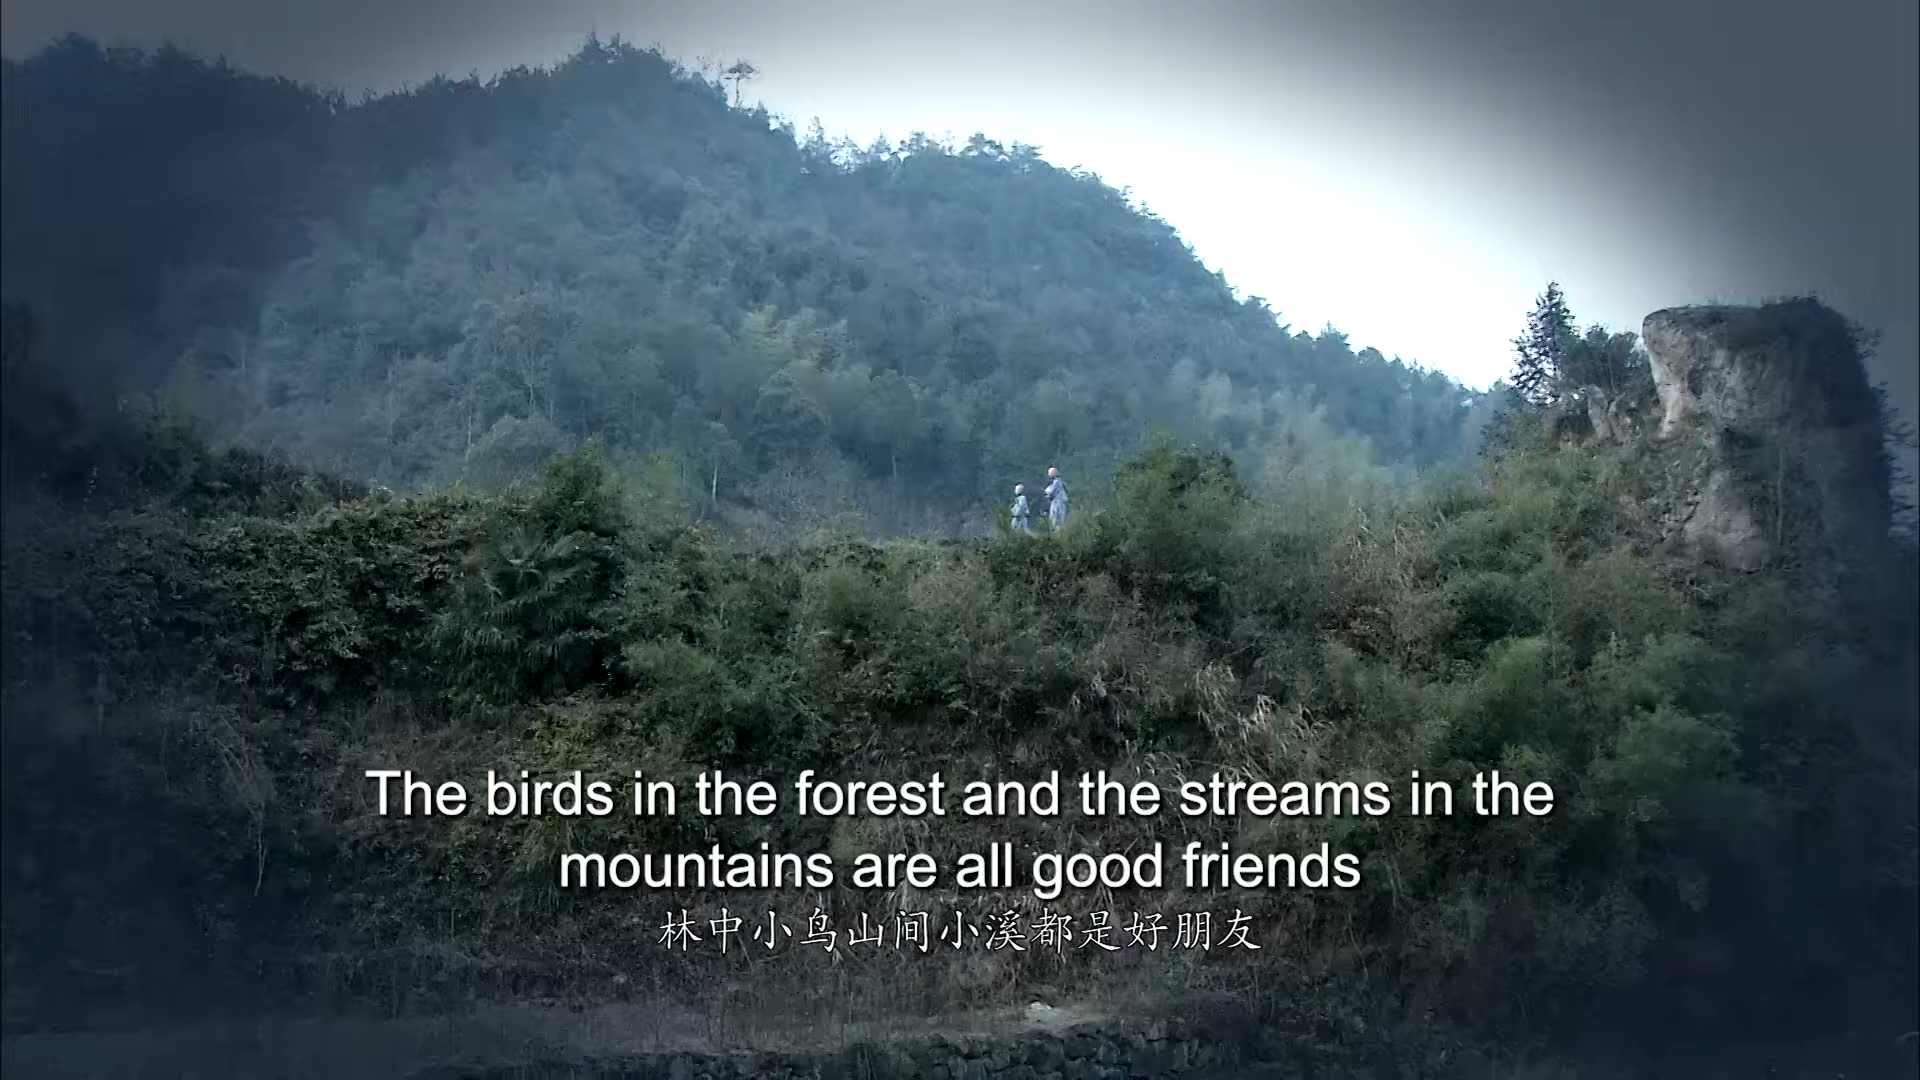 The birds in the forest and the streams in the
mountains are all good friends
林中小鸟山间小溪都是好朋友